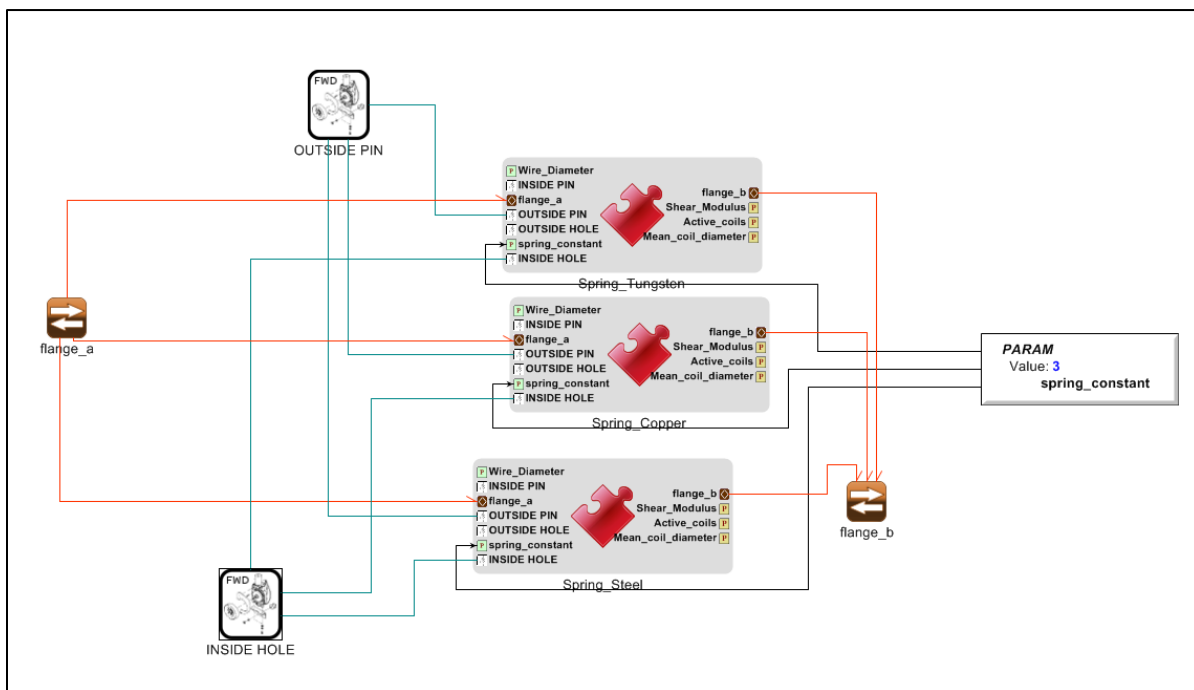 FWD
OUTSIDE PIN
Wire_Diameter
INSIDE PIN
flange_a
OUTSIDE PIN
OUTSIDE HOLE
spring_constant
INSIDE HOLE
flange_b
Shear_Modulus
Active_coils
Mean_coil_diameter
P
P
P
P
P
Spring_Tungsten
flange_a
Wire_Diameter
INSIDE PIN
flange_a
OUTSIDE PIN
OUTSIDE HOLE
spring_constant
INSIDE HOLE
flange_b
Shear_Modulus
Active_coils
Mean_coil_diameter
P
P
P
P
P
Spring_Copper
PARAM
Value: 3
spring_constant
Wire_Diameter
INSIDE PIN
flange_a
OUTSIDE PIN
OUTSIDE HOLE
spring_constant
INSIDE HOLE
flange_b
Shear_Modulus
Active_coils
Mean_coil_diameter
P
P
P
P
P
Spring_Steel
flange_b
FWD
INSIDE HOLE